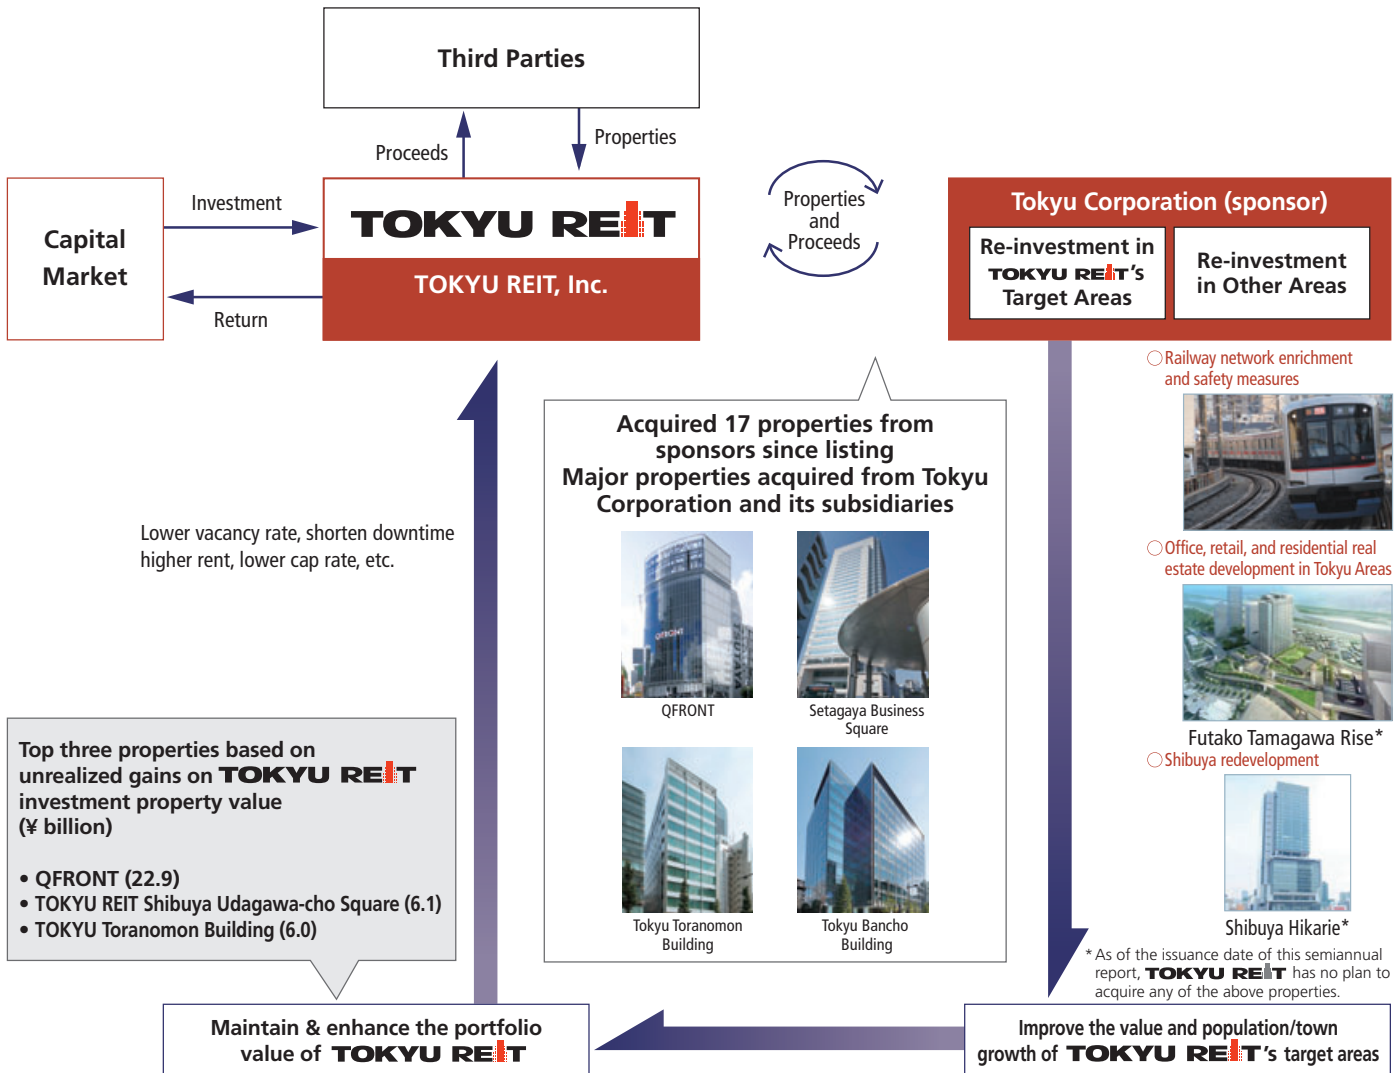 Third Parties
Proceeds
Properties
Capital
Market
Investment
Return
TOKYU REIT
TOKYU REIT, Inc.
Properties
and
Proceeds
Tokyu Corporation (sponsor)
Re-investment in
TOKYU REIT's
Target Areas
Re-investment
in Other Areas
○Railway network enrichment
and safety measures
○Office, retail, and residential real
estate development in Tokyu Areas
Futako Tamagawa Rise*
○Shibuya redevelopment
Shibuya Hikarie*
* As of the issuance date of this semiannual
report, TOKYU REIT has no plan to
acquire any of the above properties.
Acquired 17 properties from
sponsors since listing
Major properties acquired from Tokyu
Corporation and its subsidiaries
QFRONT
QFRONT
Setagaya Business
Square
Tokyu Toranomon
Building
Tokyu Bancho
Building
Lower vacancy rate, shorten downtime
higher rent, lower cap rate, etc.
Top three properties based on
unrealized gains on TOKYU REIT
investment property value
(¥ billion)
• QFRONT (22.9)
• TOKYU REIT Shibuya Udagawa-cho Square (6.1)
• TOKYU Toranomon Building (6.0)
Maintain & enhance the portfolio
value of TOKYU REIT
Improve the value and population/town
growth of TOKYU REIT's target areas